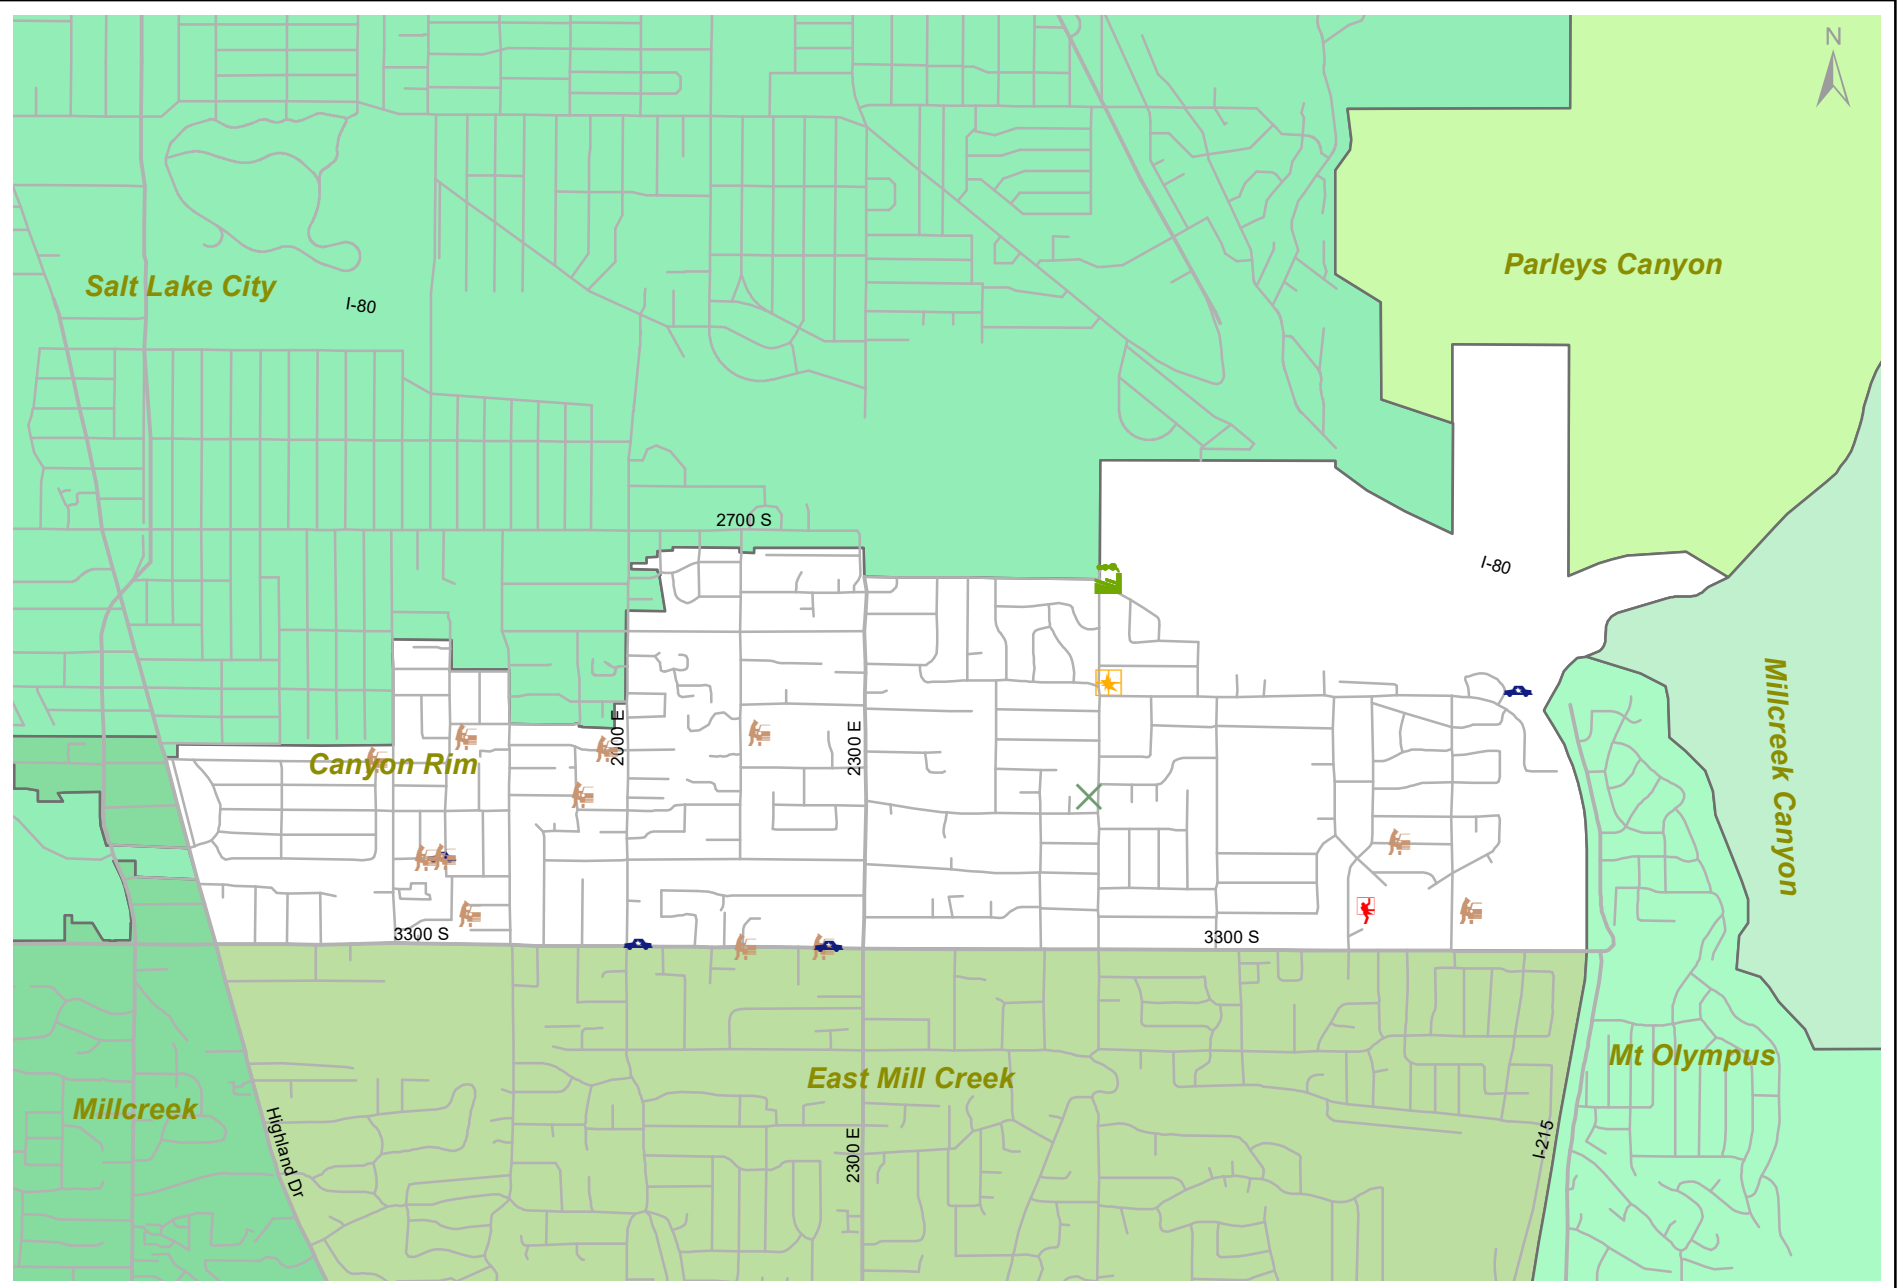 N
Parleys Canyon
Salt Lake City
I-80
2700 S
I-80
Millcreek Canyon
2000 E
2300 E
Canyon Rim
3300 S
3300 S
Mt Olympus
East Mill Creek
Millcreek
Highland Dr
2300 E
I-215